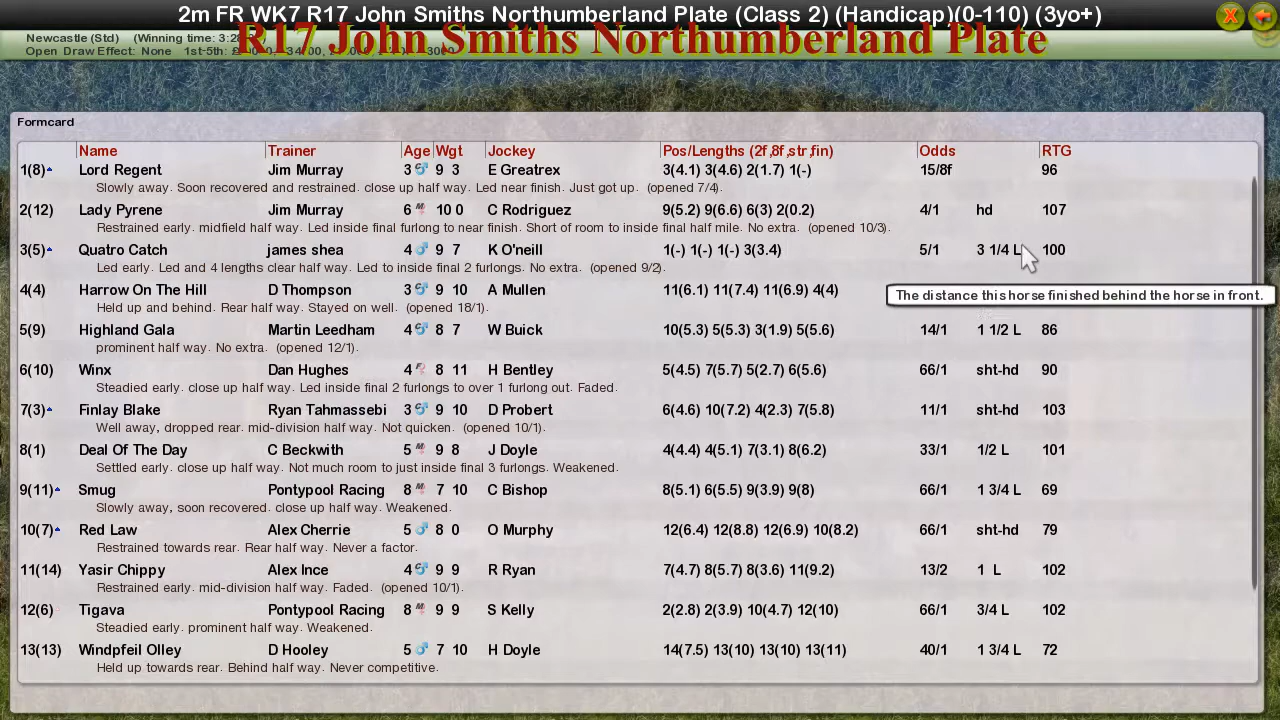 2m FR WK7 R17 John Smiths Northumberland Plate (Class 2) (Handicap)(0-110) (3yo+)
R17 John Smiths Northumberland Plate
Newcastle (Std) (Winning time: 3:2
Open Draw Effect: None 1st-5th:
Formcard
Name Trainer Age Wgt Jockey Pos/Lengths (2f,8f,str,fin) Odds RTG
1(8) Lord Regent Jim Murray 3 9 3 E Greatrex 3(4.1) 3(4.6) 2(1.7) 1(-) 15/8f 96
Slowly away. Soon recovered and restrained. close up half way. Led near finish. Just got up. (opened 7/4).
2(12) Lady Pyrene Jim Murray 6 10 0 C Rodriguez 9(5.2) 9(6.6) 6(3) 2(0.2) 4/1 hd 107
Restrained early. midfield half way. Led inside final furlong to near finish. Short of room to inside final half mile. No extra. (opened 10/3).
3(5) Quatro Catch james shea 4 9 7 K O'neill 1(-) 1(-) 1(-) 3(3.4) 5/1 3 1/4 L 100
Led early. Led and 4 lengths clear half way. Led to inside final 2 furlongs. No extra. (opened 9/2).
4(4) Harrow On The Hill D Thompson 3 9 10 A Mullen 11(6.1) 11(7.4) 11(6.9) 4(4)
The distance this horse finished behind the horse in front.
Held up and behind. Rear half way. Stayed on well. (opened 18/1).
5(9) Highland Gala Martin Leedham 4 8 7 W Buick 10(5.3) 5(5.3) 3(1.9) 5(5.6) 14/1 1 1/2 L 86
prominent half way. No extra. (opened 12/1).
6(10) Winx Dan Hughes 4 8 11 H Bentley 5(4.5) 7(5.7) 5(2.7) 6(5.6) 66/1 sht-hd 90
Steadied early. close up half way. Led inside final 2 furlongs to over 1 furlong out. Faded.
7(3) Finlay Blake Ryan Tahmassebi 3 9 10 D Probert 6(4.6) 10(7.2) 4(2.3) 7(5.8) 11/1 sht-hd 103
Well away, dropped rear. mid-division half way. Not quicken. (opened 10/1).
8(1) Deal Of The Day C Beckwith 5 9 8 J Doyle 4(4.4) 4(5.1) 7(3.1) 8(6.2) 33/1 1/2 L 101
Settled early. close up half way. Not much room to just inside final 3 furlongs. Weakened.
9(11) Smug Pontypool Racing 8 7 10 C Bishop 8(5.1) 6(5.5) 9(3.9) 9(8) 66/1 1 3/4 L 69
Slowly away, soon recovered. close up half way. Weakened.
10(7) Red Law Alex Cherrie 5 8 0 O Murphy 12(6.4) 12(8.8) 12(6.9) 10(8.2) 66/1 sht-hd 79
Restrained towards rear. Rear half way. Never a factor.
11(14) Yasir Chippy Alex Ince 4 9 9 R Ryan 7(4.7) 8(5.7) 8(3.6) 11(9.2) 13/2 1 L 102
Restrained early. mid-division half way. Faded. (opened 10/1).
12(6) Tigava Pontypool Racing 8 9 9 S Kelly 2(2.8) 2(3.9) 10(4.7) 12(10) 66/1 3/4 L 102
Steadied early. prominent half way. Weakened.
13(13) Windpfeil Olley D Hooley 5 7 10 H Doyle 14(7.5) 13(10) 13(10) 13(11) 40/1 1 3/4 L 72
Held up towards rear. Behind half way. Never competitive.